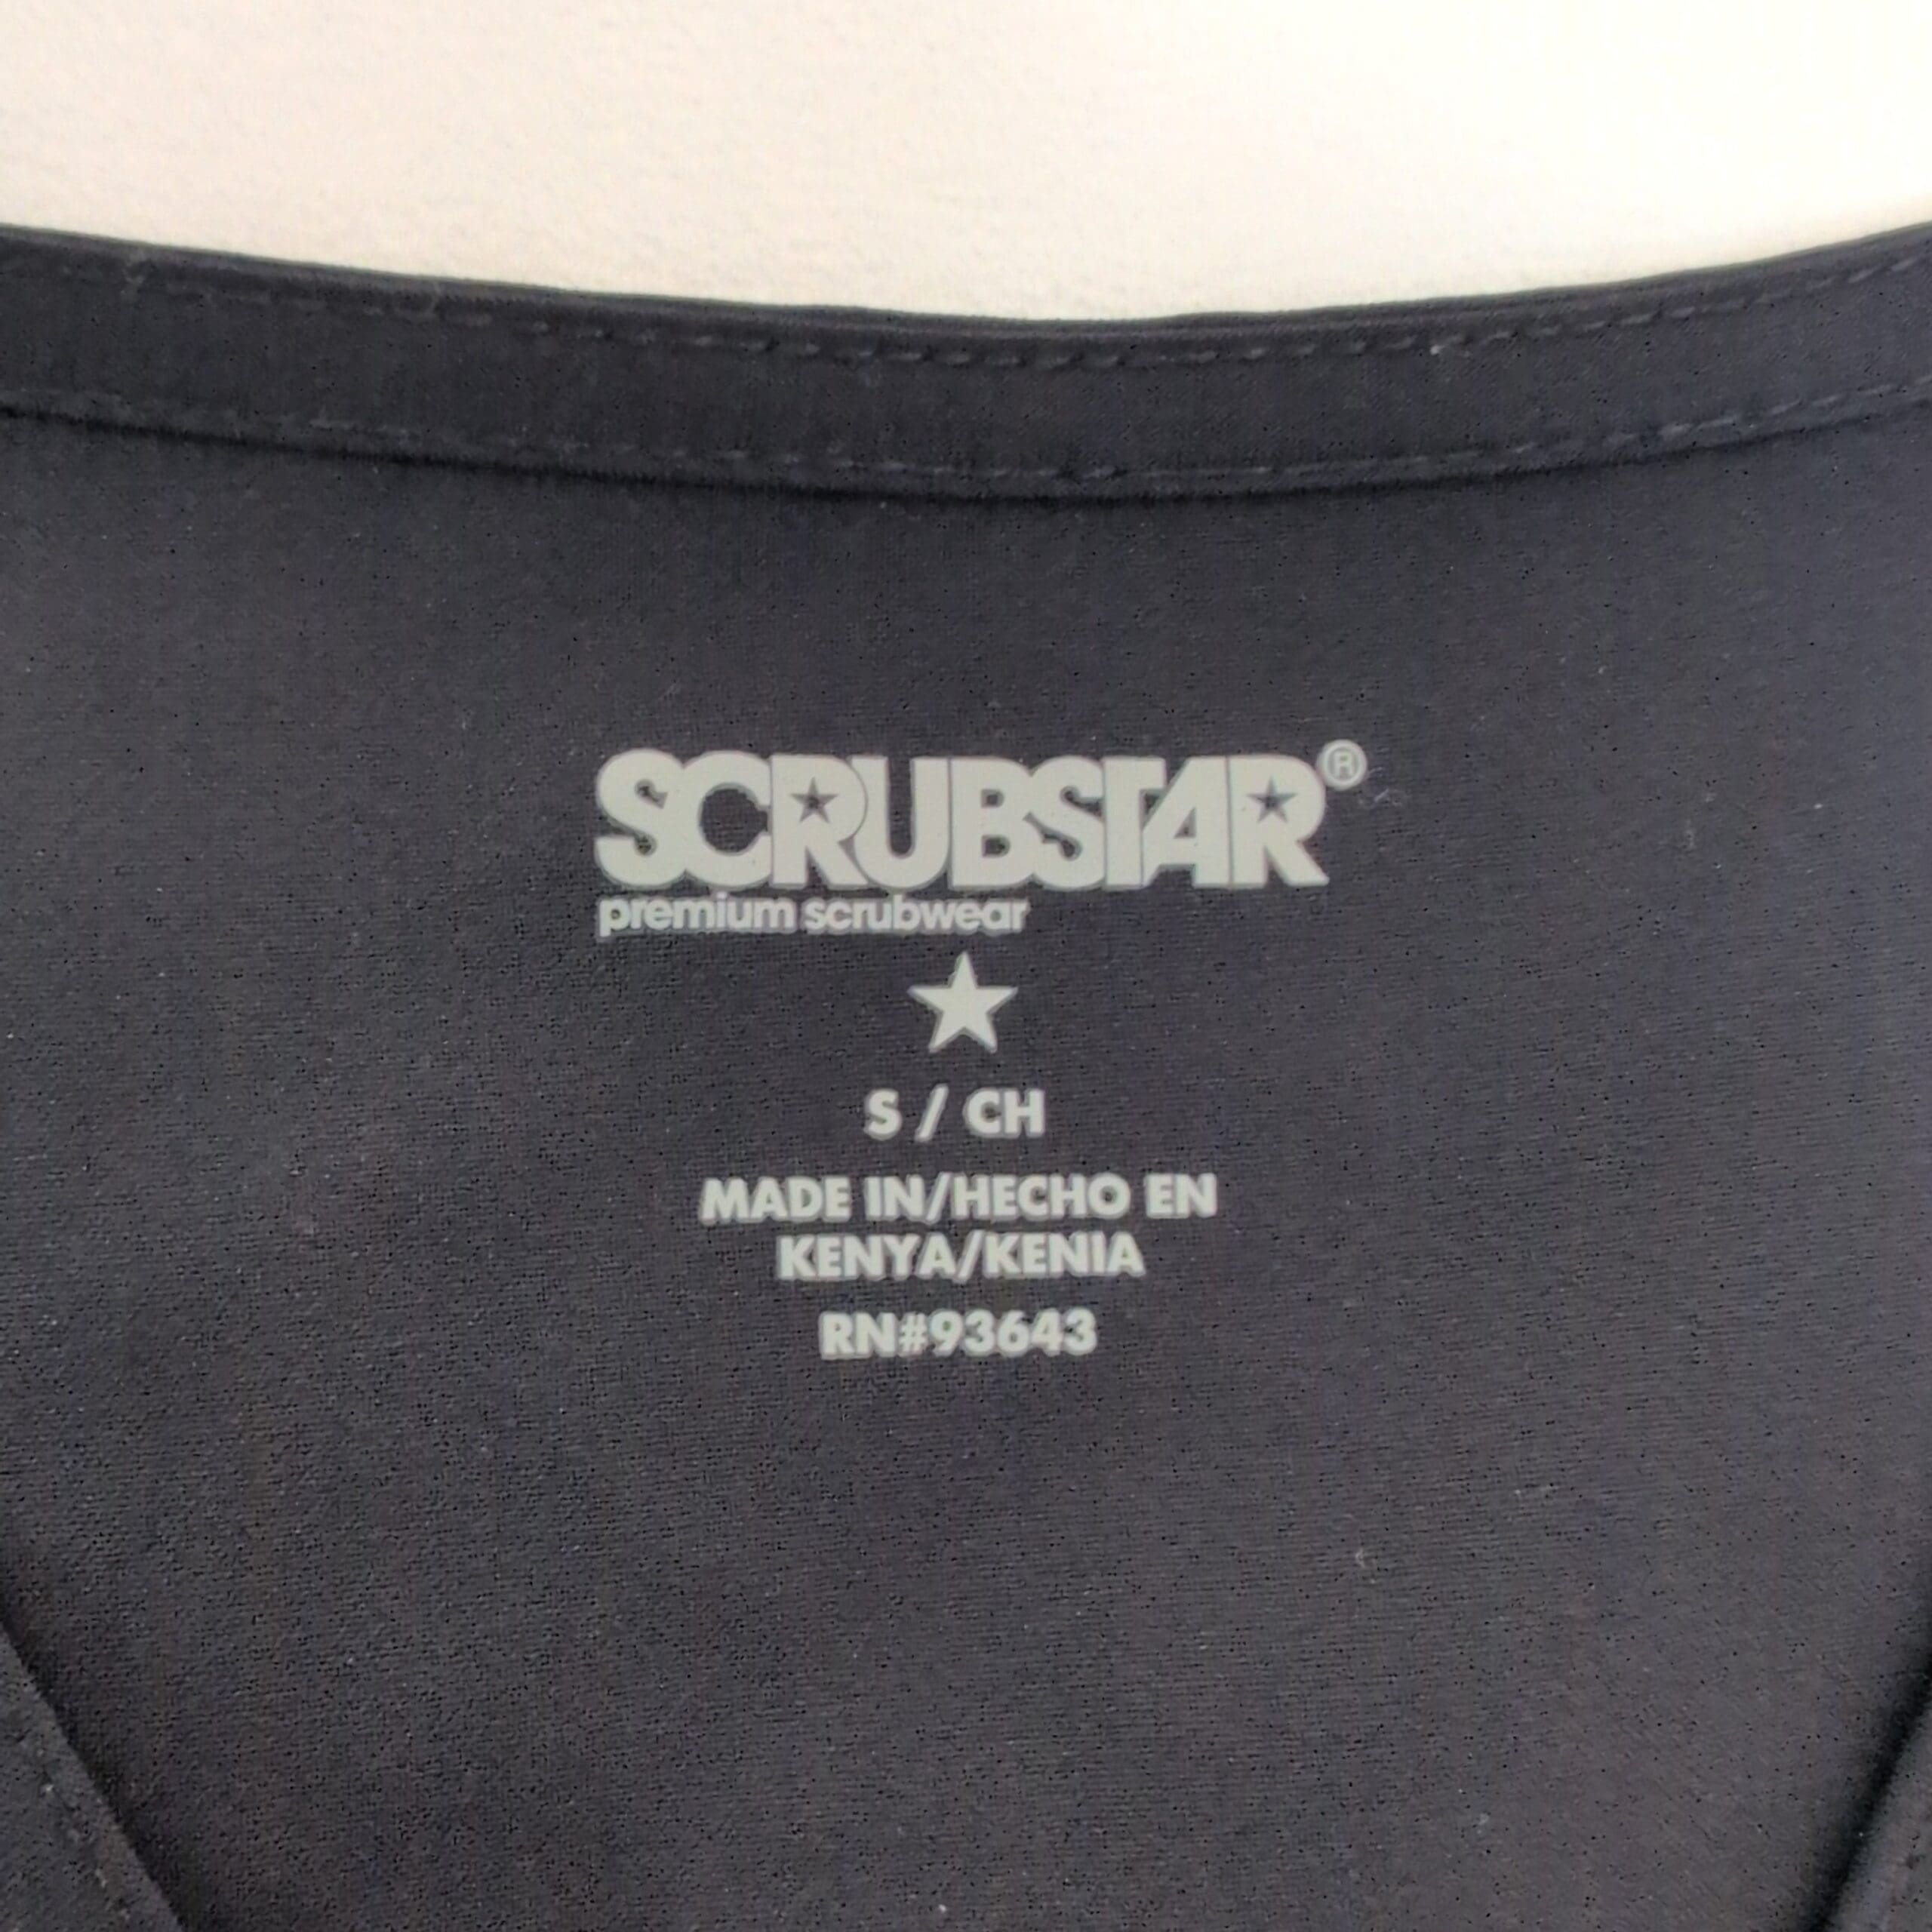 SCRUBSTAR®
premium scrubwear
S / CH
MADE IN/HECHO EN
KENYA/KENIA
RN#93643